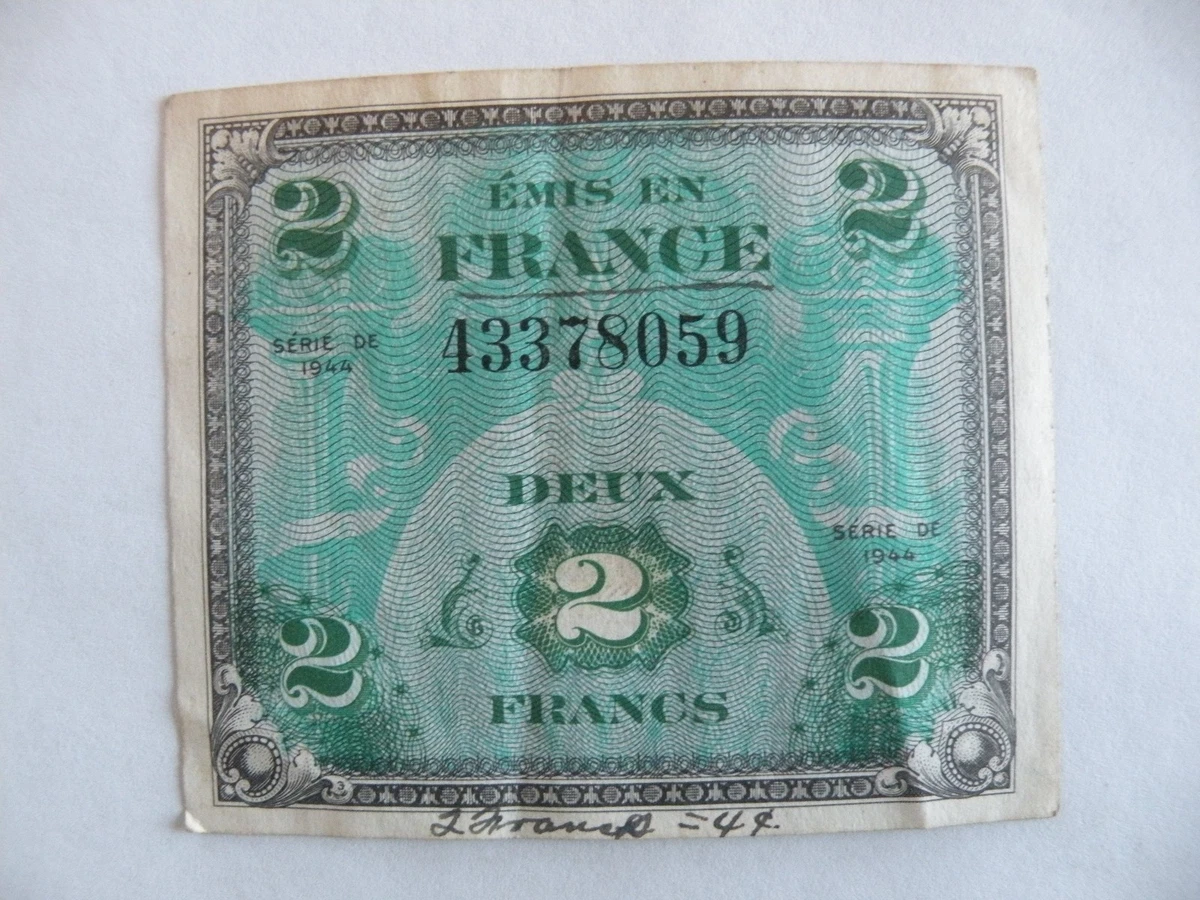 2 ÉMIS EN 2
FRANCE
43378059
SÉRIE DE
1944
DEUX
SÉRIE DE
1944
2
2 2
FRANCS
3
2 Francs = 4¢